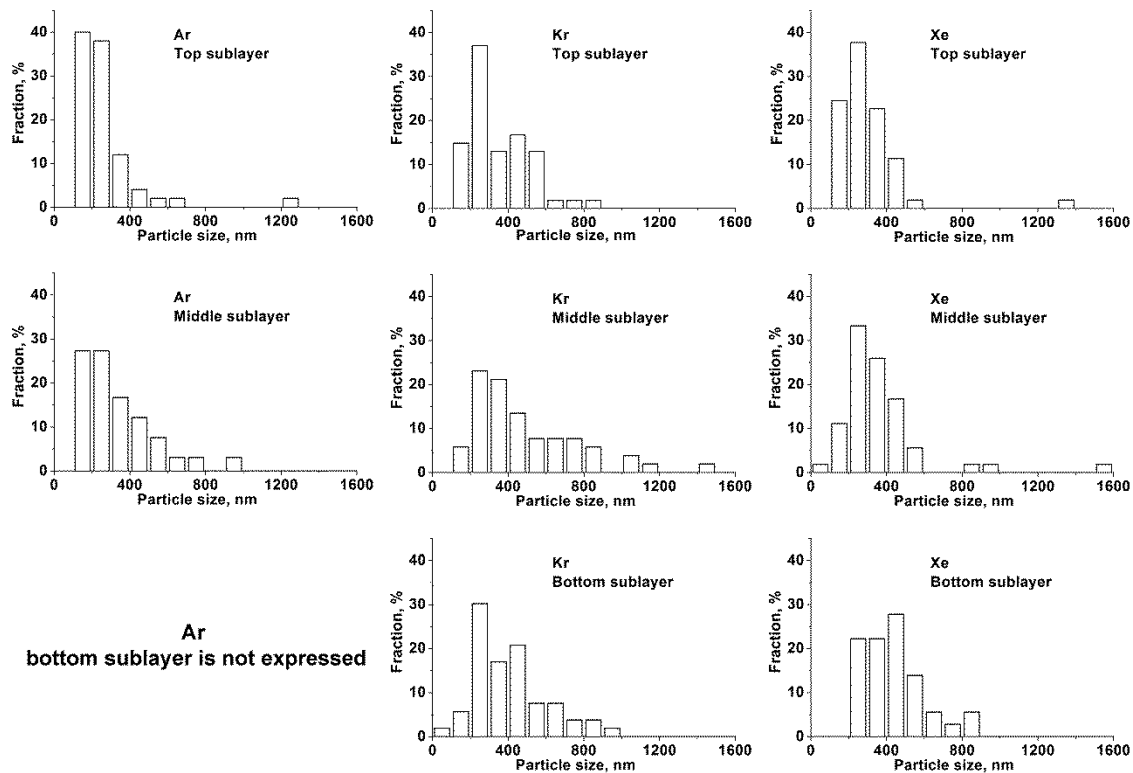 Ar
Top sublayer
Fraction, %
40
30
20
10
0
0 400 800 1200 1600
Particle size, nm
Kr
Top sublayer
Fraction, %
40
30
20
10
0
0 400 800 1200 1600
Particle size, nm
Xe
Top sublayer
Fraction, %
40
30
20
10
0
0 400 800 1200 1600
Particle size, nm
Ar
Middle sublayer
Fraction, %
40
30
20
10
0
0 400 800 1200 1600
Particle size, nm
Kr
Middle sublayer
Fraction, %
40
30
20
10
0
0 400 800 1200 1600
Particle size, nm
Xe
Middle sublayer
Fraction, %
40
30
20
10
0
0 400 800 1200 1600
Particle size, nm
Ar
bottom sublayer is not expressed
Kr
Bottom sublayer
Fraction, %
40
30
20
10
0
0 400 800 1200 1600
Particle size, nm
Xe
Bottom sublayer
Fraction, %
40
30
20
10
0
0 400 800 1200 1600
Particle size, nm